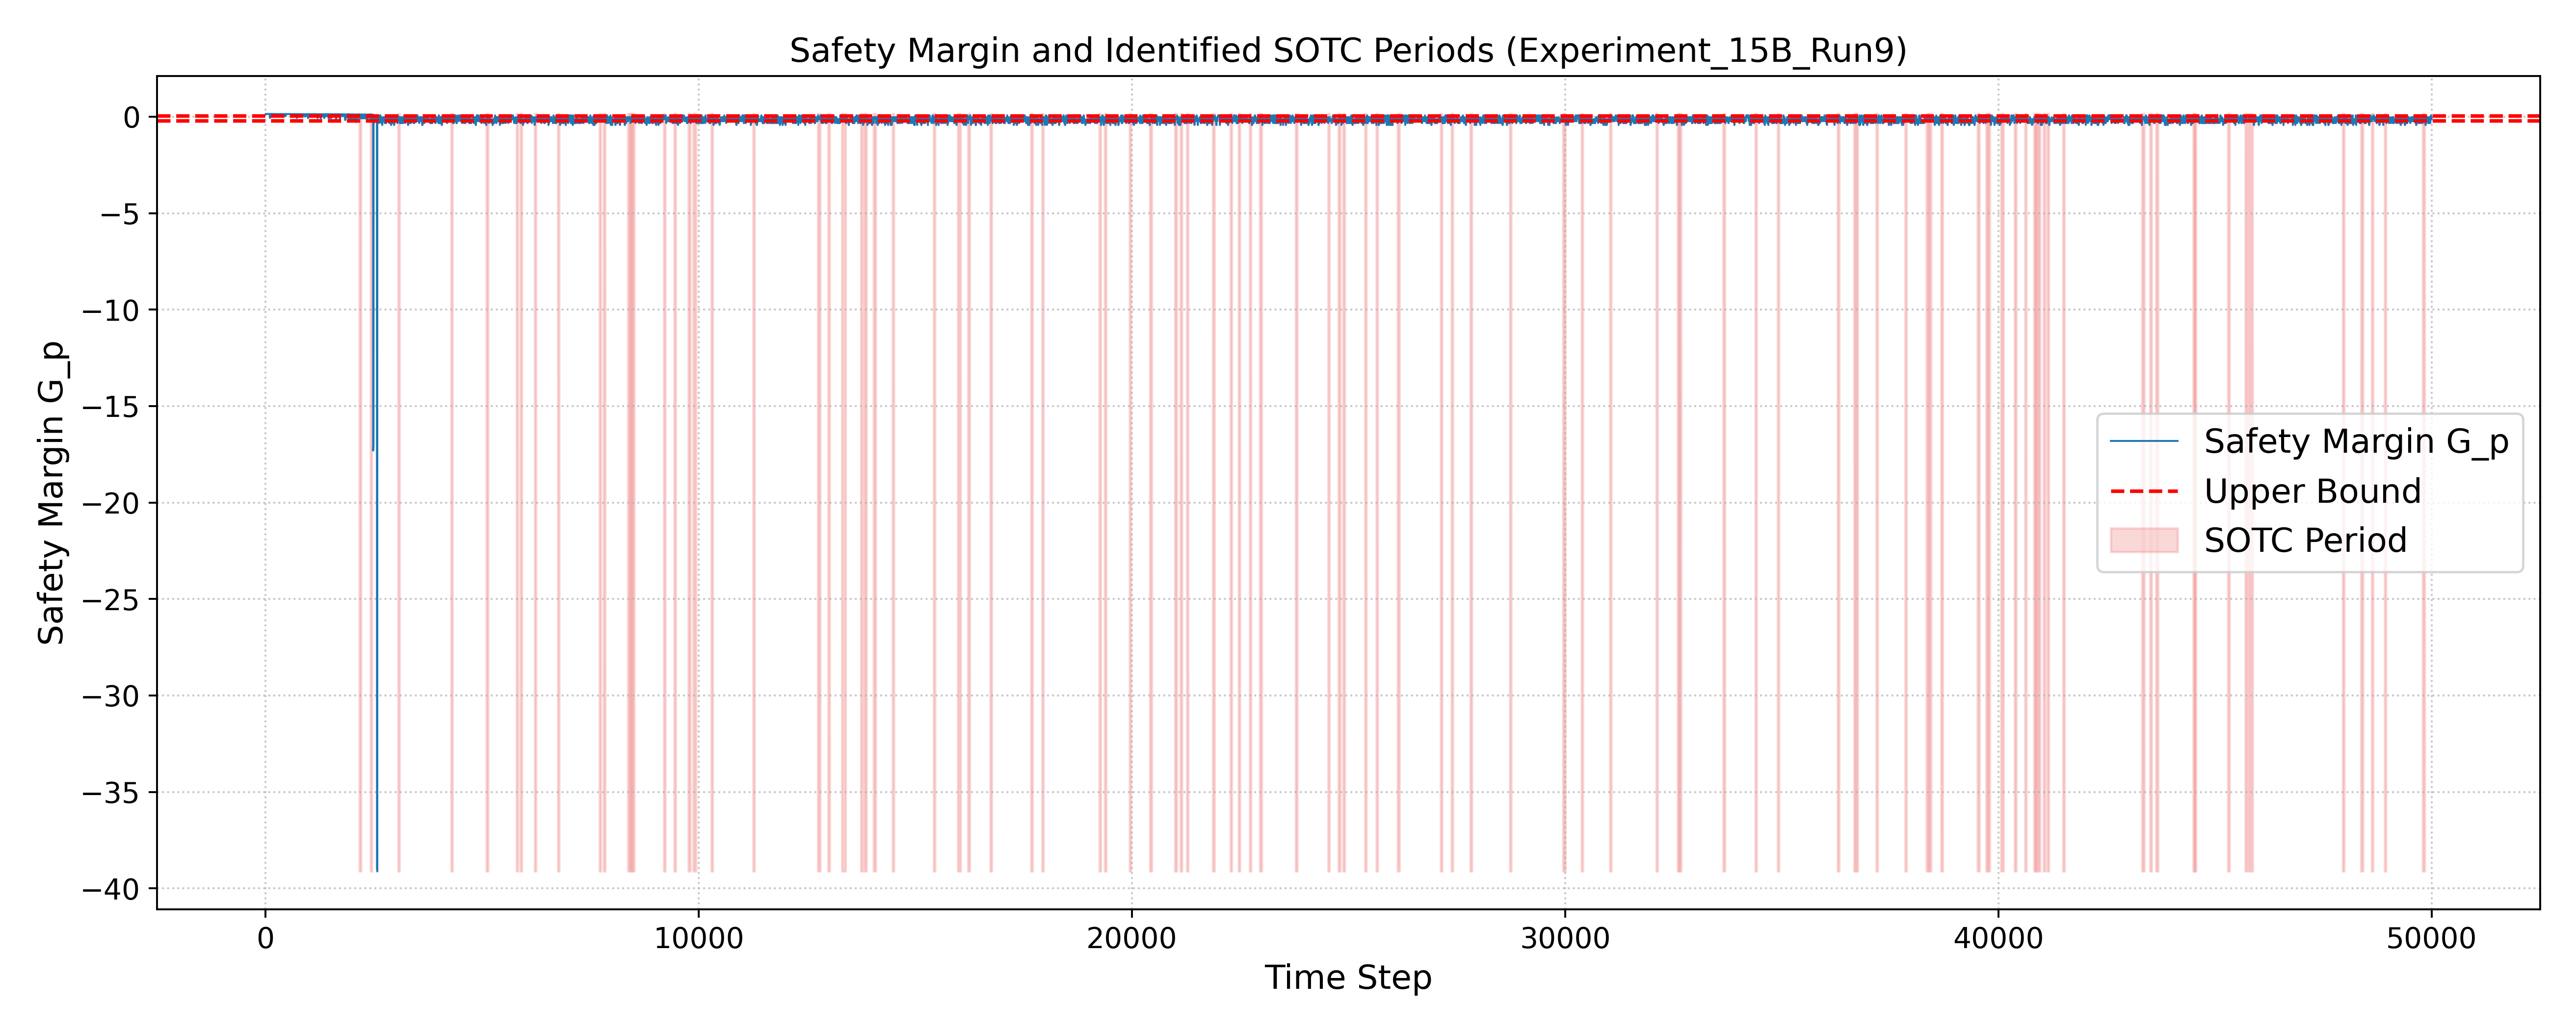 Safety Margin and Identified SOTC Periods (Experiment_15B_Run9)
Safety Margin G_p
0
−5
−10
−15
−20
−25
−30
−35
−40
Safety Margin G_p
Upper Bound
SOTC Period
0
10000
20000
30000
40000
50000
Time Step